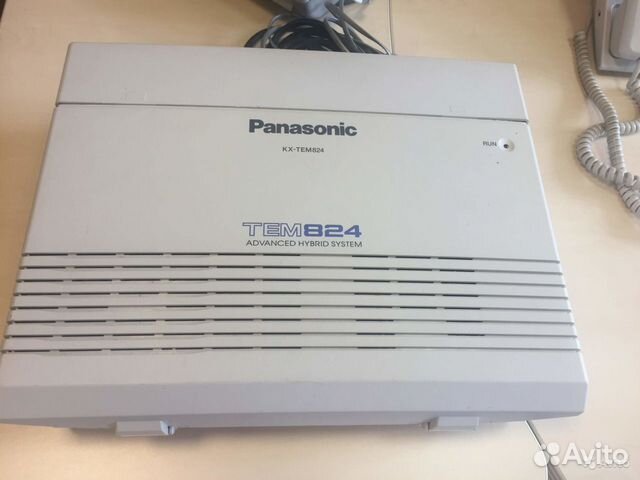 Panasonic
KX-TEM824
RUN
TEM824
ADVANCED HYBRID SYSTEM
Avito